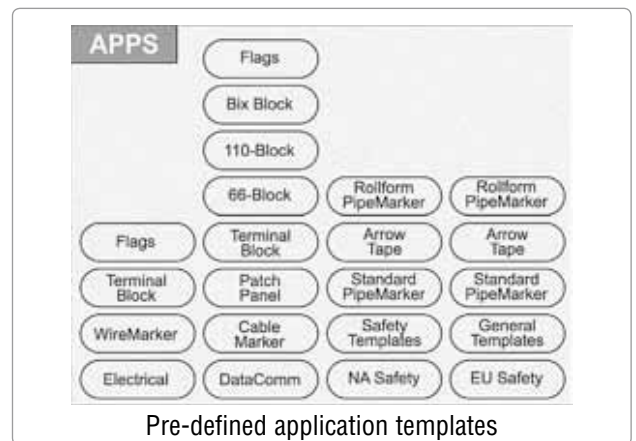 APPS
Flags
Bix Block
110-Block
66-Block
Rollform
PipeMarker
Rollform
PipeMarker
Flags
Terminal
Block
Arrow
Tape
Arrow
Tape
Terminal
Block
Patch
Panel
Standard
PipeMarker
Standard
PipeMarker
WireMarker
Cable
Marker
Safety
Templates
General
Templates
Electrical
DataComm
NA Safety
EU Safety
Pre-defined application templates